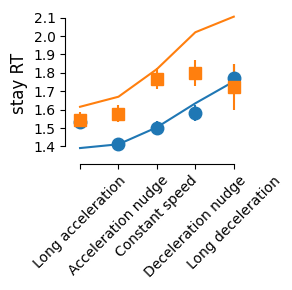 stay RT
2.1
2.0
1.9
1.8
1.7
1.6
1.5
1.4
Long acceleration
Acceleration nudge
Constant speed
Deceleration nudge
Long deceleration